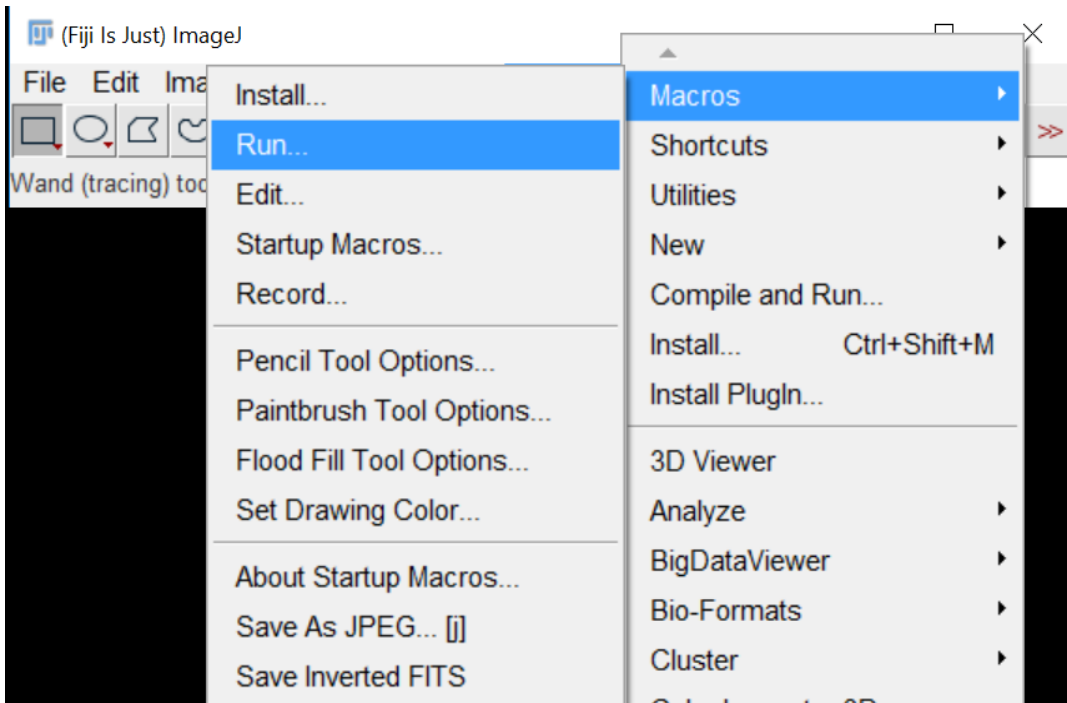 (Fiji Is Just) ImageJ
File Edit Ima
Wand (tracing) too
Install...
Run...
Edit...
Startup Macros...
Record...
Pencil Tool Options...
Paintbrush Tool Options...
Flood Fill Tool Options...
Set Drawing Color...
About Startup Macros...
Save As JPEG... [j]
Save Inverted FITS
Macros
Shortcuts
Utilities
New
Compile and Run...
Install... Ctrl+Shift+M
Install PlugIn...
3D Viewer
Analyze
BigDataViewer
Bio-Formats
Cluster